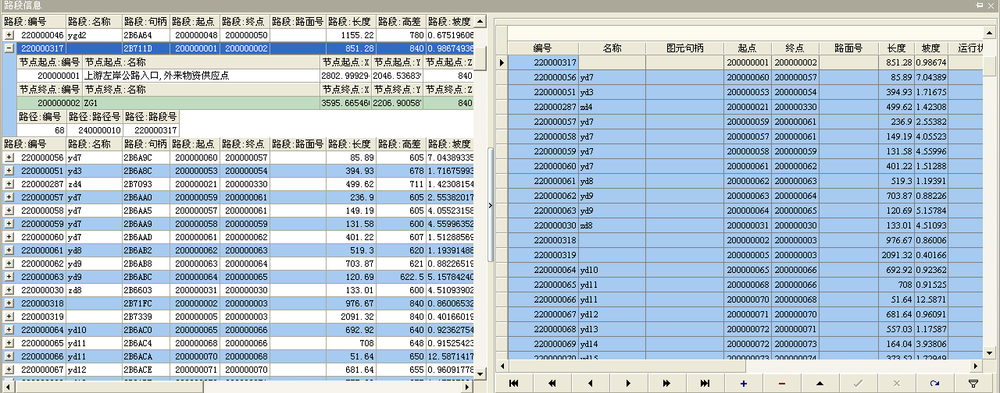 路段信息
路段:编号 路段:名称 路段:句柄 路段:起点 路段:终点 路段:路面号 路段:长度 路段:高差 路段:坡度
220000046 ygd2 2B6A64 200000048 200000050 1155.22 780 0.67519606
220000317 2B711D 200000001 200000002 851.28 840 0.98674936
节点起点:编号 节点起点:名称 节点起点:X 节点起点:Y 节点起点:Z
200000001 上游左岸公路入口,外来物资供应点 2802.99929 2046.53683 840
节点终点:编号 节点终点:名称 节点终点:X 节点终点:Y 节点终点:Z
200000002 ZG1 3595.66546 2206.90058 840
路径:编号 路径:路径号 路径:路段号
68 240000010 220000317
路段:编号 路段:名称 路段:句柄 路段:起点 路段:终点 路段:路面号 路段:长度 路段:高差 路段:坡度
220000056 yd7 2B6A9C 200000060 200000057 85.89 605 7.04389335
220000051 yd3 2B6A8C 200000053 200000054 394.93 678 1.71675993
220000287 zd4 2B7093 200000021 200000330 499.62 711 1.42308154
220000057 yd7 2B6AA0 200000059 200000061 236.9 605 2.55382017
220000058 yd7 2B6AA5 200000057 200000061 149.19 605 4.05523158
220000059 yd7 2B6AA9 200000058 200000059 131.58 600 4.55996352
220000060 yd7 2B6AAD 200000061 200000062 401.22 607 1.51288569
220000061 yd8 2B6AB2 200000062 200000063 519.3 620 1.19391488
220000062 yd9 2B6AB8 200000063 200000064 703.87 621 0.88226519
220000063 yd9 2B6ABC 200000064 200000065 120.69 622.5 5.15784240
220000030 zd8 2B6603 200000031 200000030 133.01 600 4.51093902
220000318 2B71FC 200000002 200000003 976.67 840 0.86006532
220000319 2B7339 200000005 200000003 2091.32 840 0.40166019
220000064 yd10 2B6AC0 200000065 200000066 692.92 640 0.92362754
220000065 yd11 2B6AC4 200000068 200000066 708 648 0.91525423
220000066 yd11 2B6ACA 200000070 200000068 51.64 650 12.5871417
220000067 yd12 2B6ACE 200000071 200000070 681.64 655 0.96091778
编号 名称 图元句柄 起点 终点 路面号 长度 坡度 运行状
220000317 200000001 200000002 851.28 0.98674
220000056 yd7 200000060 200000057 85.89 7.04389
220000051 yd3 200000053 200000054 394.93 1.71675
220000287 zd4 200000021 200000330 499.62 1.42308
220000057 yd7 200000059 200000061 236.9 2.55382
220000058 yd7 200000057 200000061 149.19 4.05523
220000059 yd7 200000058 200000059 131.58 4.55996
220000060 yd7 200000061 200000062 401.22 1.51288
220000061 yd8 200000062 200000063 519.3 1.19391
220000062 yd9 200000063 200000064 703.87 0.88226
220000063 yd9 200000064 200000065 120.69 5.15784
220000030 zd8 200000031 200000030 133.01 4.51093
220000318 200000002 200000003 976.67 0.86006
220000319 200000005 200000003 2091.32 0.40166
220000064 yd10 200000065 200000066 692.92 0.92362
220000065 yd11 200000068 200000066 708 0.91525
220000066 yd11 200000070 200000068 51.64 12.5871
220000067 yd12 200000071 200000070 681.64 0.96091
220000068 yd13 200000072 200000071 557.03 1.17587
220000069 yd14 200000072 200000073 164.04 3.93806
220000070 yd15 200000073 200000074 373.52 1.72949